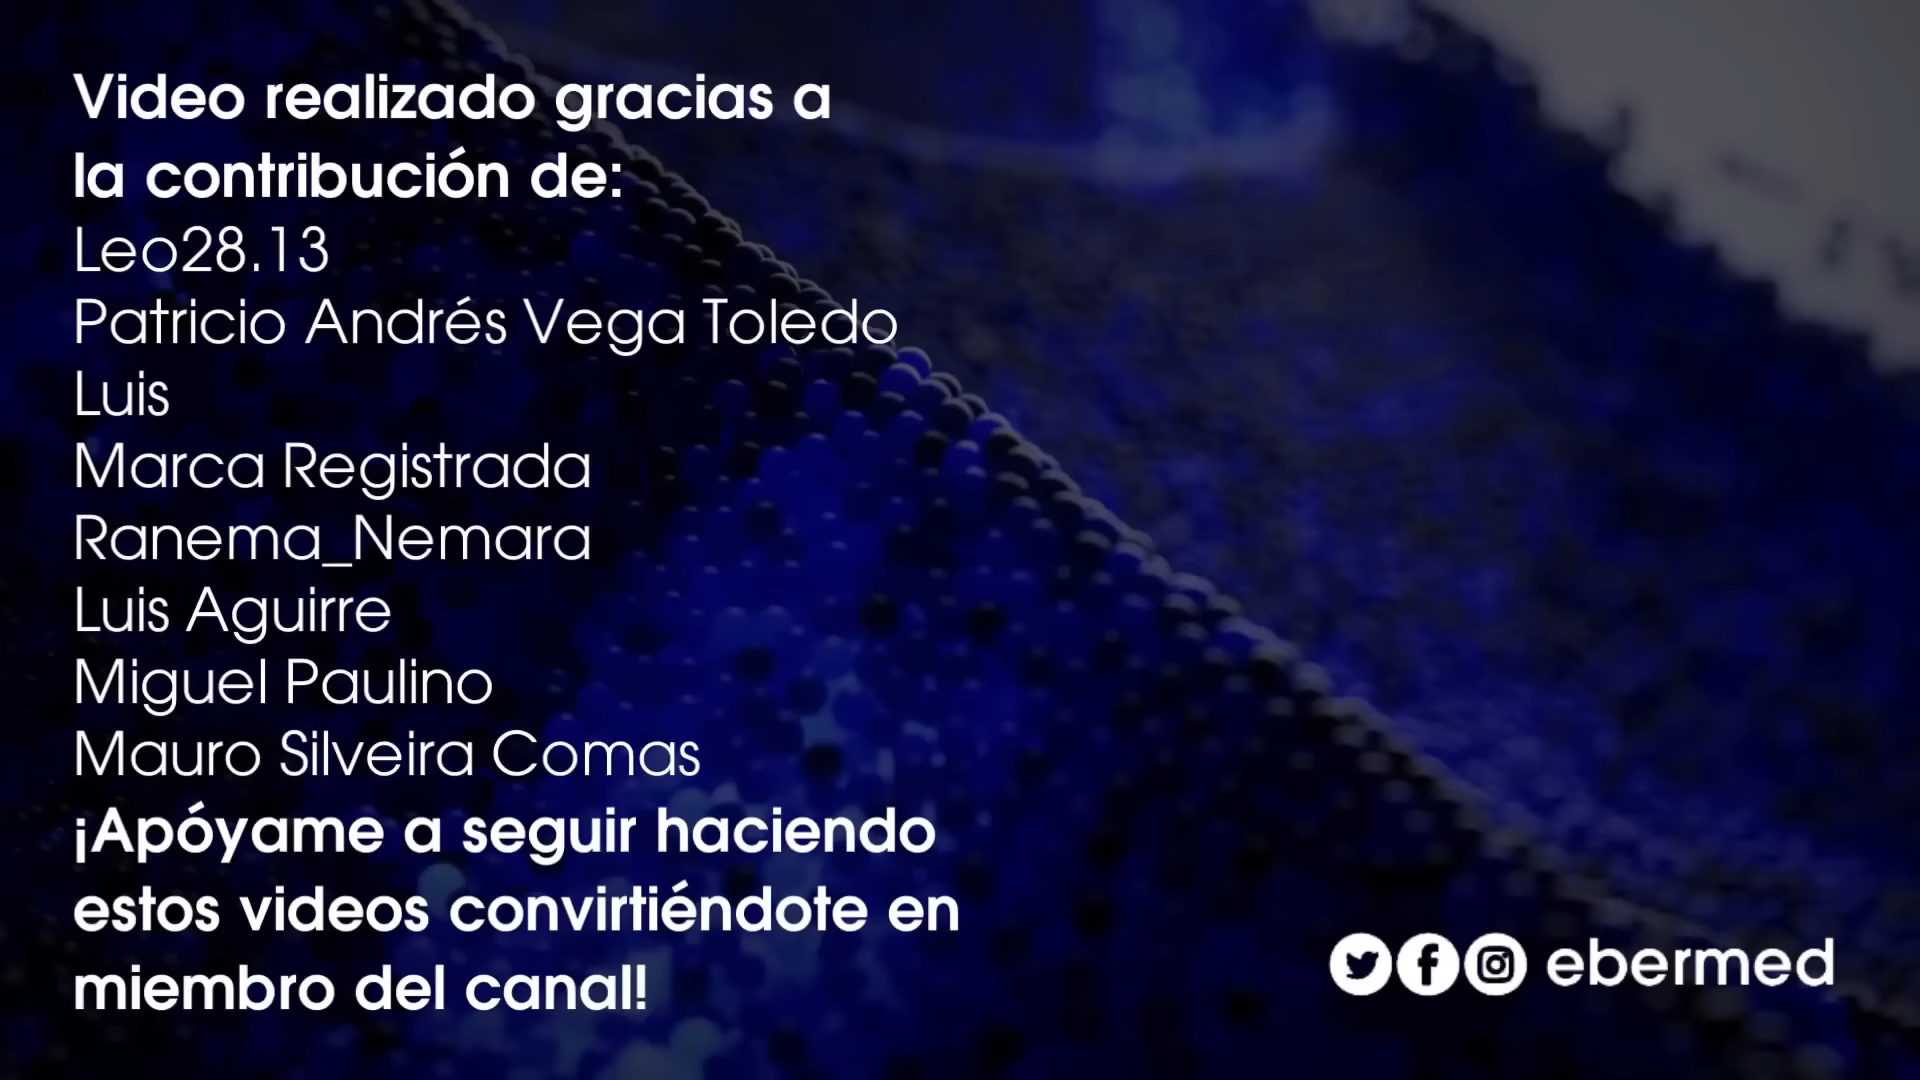 Video realizado gracias a
la contribución de:
Leo28.13
Patricio Andrés Vega Toledo
Luis
Marca Registrada
Ranema_Nemara
Luis Aguirre
Miguel Paulino
Mauro Silveira Comas
¡Apóyame a seguir haciendo
estos videos convirtiéndote en
miembro del canal!
ebermed